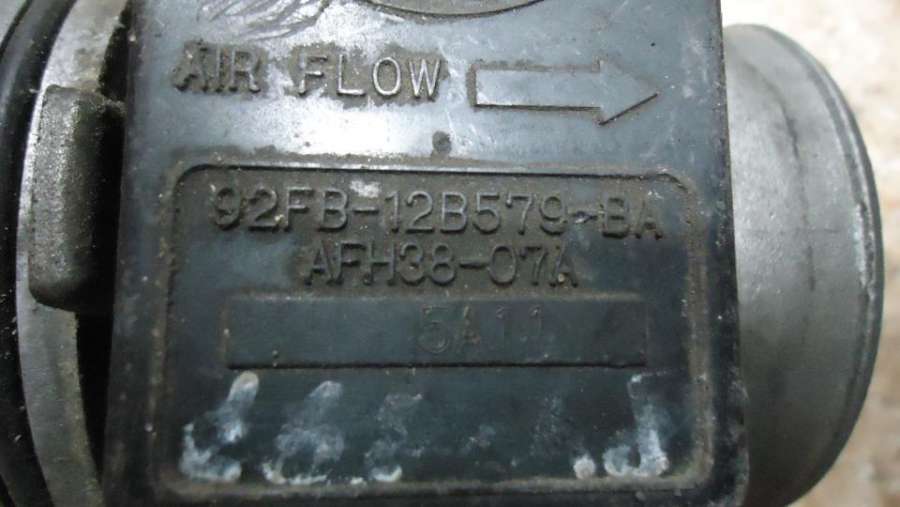 AIR FLOW
92FB-12B579-BA
AFH38-07A
5A11